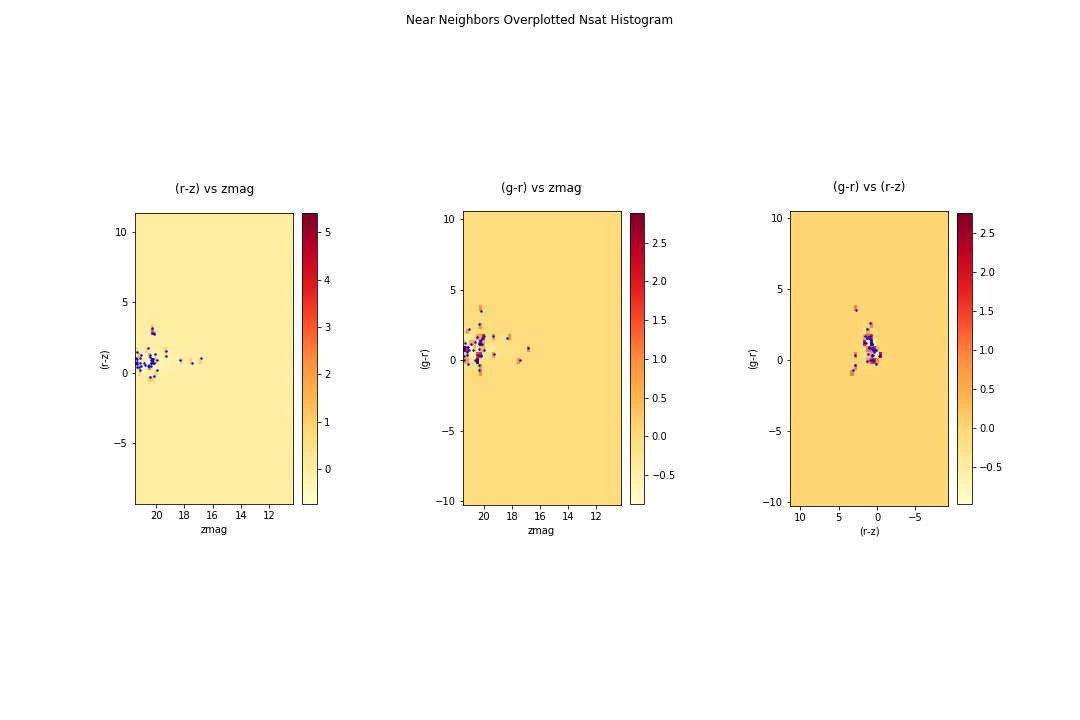 Near Neighbors Overplotted Nsat Histogram
(r-z) vs zmag
(g-r) vs zmag
(g-r) vs (r-z)
10
5
0
−5
(r-z)
20 18 16 14 12
zmag
5
4
3
2
1
0
10
5
0
−5
−10
(g-r)
20 18 16 14 12
zmag
2.5
2.0
1.5
1.0
0.5
0.0
−0.5
10
5
0
−5
−10
(g-r)
10 5 0 −5
(r-z)
2.5
2.0
1.5
1.0
0.5
0.0
−0.5